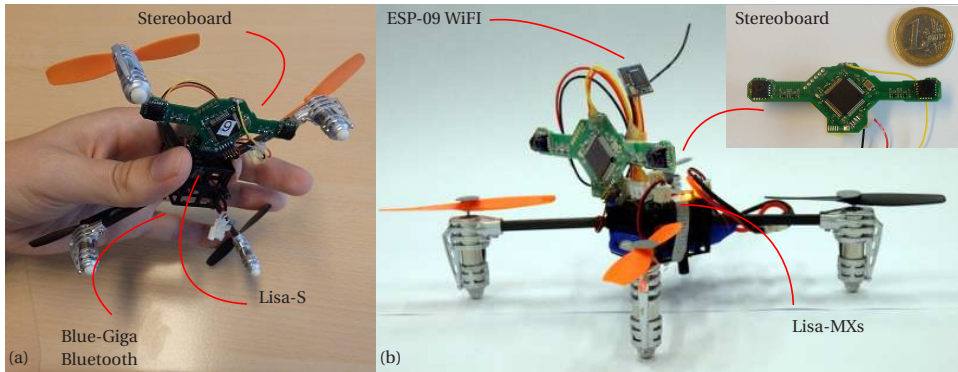 Stereoboard
Lisa-S
Blue-Giga
Bluetooth
(a)
ESP-09 WiFI
Stereoboard
Lisa-MXs
(b)